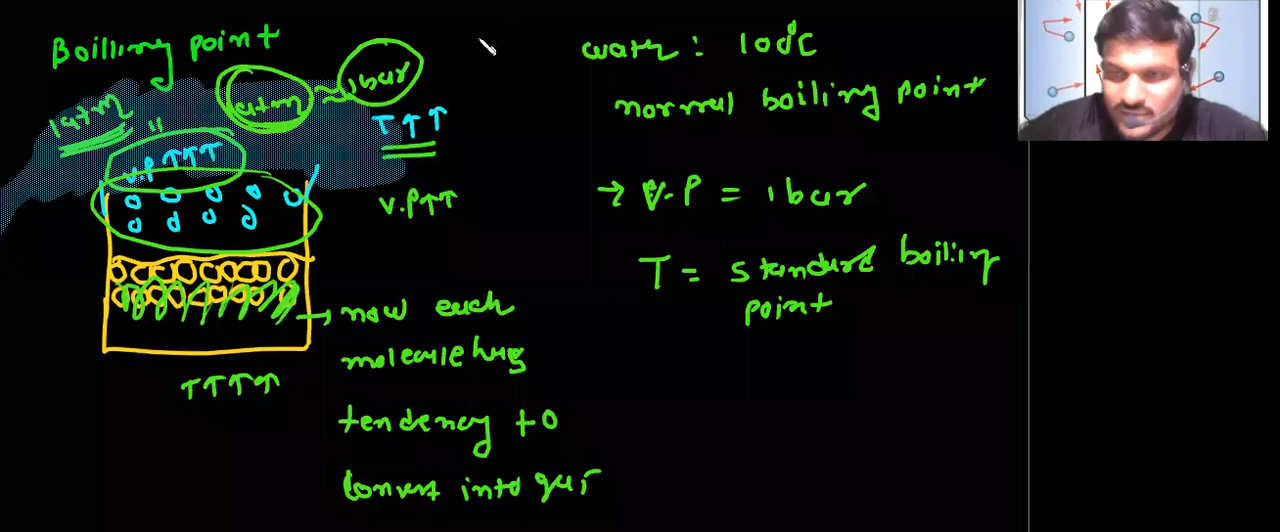 Boilling point
1atm
"
1atm ≈ 1bar
V.P ↑↑↑
T↑↑
V.P↑↑
↑↑↑↑
→ now each
molecule has
tendency to
Convert into gas
water : 100°C
normal boiling point
→ V.P = 1bar
T = standard boiling
point